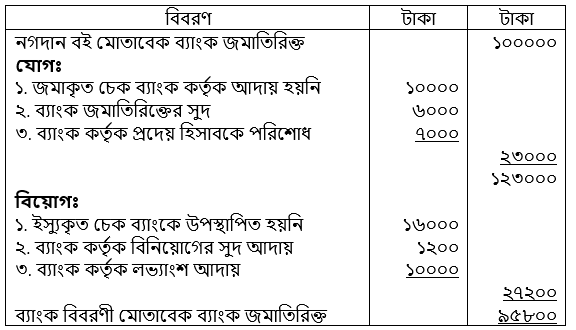 বিবরণ টাকা টাকা
নগদান বই মোতাবেক ব্যাংক জমাতিরিক্ত ১০০০০০
যোগঃ
১. জমাকৃত চেক ব্যাংক কর্তৃক আদায় হয়নি ১০০০০
২. ব্যাংক জমাতিরিক্তের সুদ ৬০০০
৩. ব্যাংক কর্তৃক প্রদেয় হিসাবকে পরিশোধ ৭০০০
২৩০০০
১২৩০০০
বিয়োগঃ
১. ইস্যুকৃত চেক ব্যাংকে উপস্থাপিত হয়নি ১৬০০০
২. ব্যাংক কর্তৃক বিনিয়োগের সুদ আদায় ১২০০
৩. ব্যাংক কর্তৃক লভ্যাংশ আদায় ১০০০০
২৭২০০
ব্যাংক বিবরণী মোতাবেক ব্যাংক জমাতিরিক্ত ৯৫৮০০